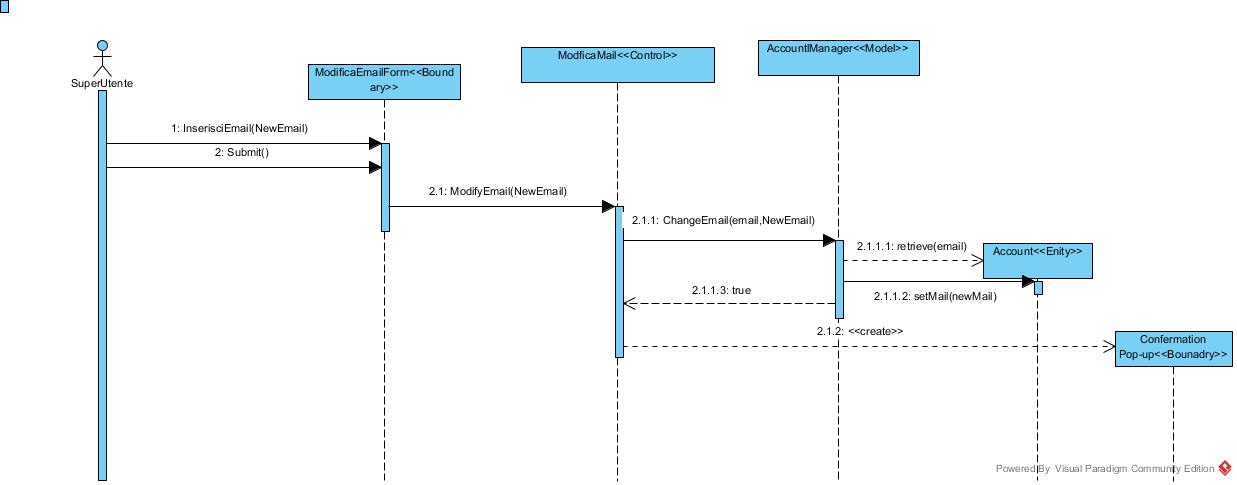 SuperUtente
ModificaEmailForm<<Bound
ary>>
ModficaMail<<Control>>
AccountManager<<Model>>
1: InserisciEmail(NewEmail)
2: Submit()
2.1: ModifyEmail(NewEmail)
2.1.1: ChangeEmail(email,NewEmail)
2.1.1.1: retrieve(email)
Account<<Enity>>
2.1.1.2: setMail(newMail)
2.1.1.3: true
2.1.2: <<create>>
Confermation
Pop-up<<Bounadry>>
Powered By Visual Paradigm Community Edition